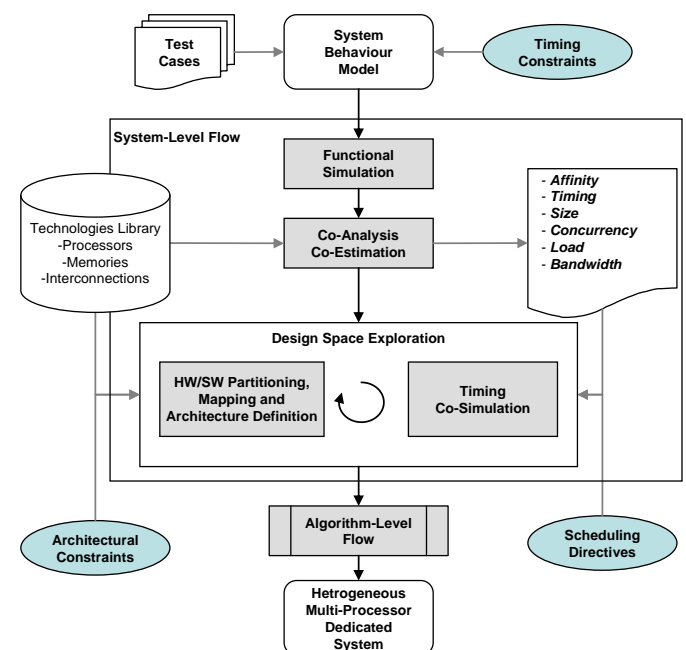 Test
Cases
System
Behaviour
Model
Timing
Constraints
System-Level Flow
Functional
Simulation
Technologies Library
-Processors
-Memories
-Interconnections
Co-Analysis
Co-Estimation
- Affinity
- Timing
- Size
- Concurrency
- Load
- Bandwidth
Design Space Exploration
HW/SW Partitioning,
Mapping and
Architecture Definition
Timing
Co-Simulation
Architectural
Constraints
Algorithm-Level
Flow
Scheduling
Directives
Hetrogeneous
Multi-Processor
Dedicated
System